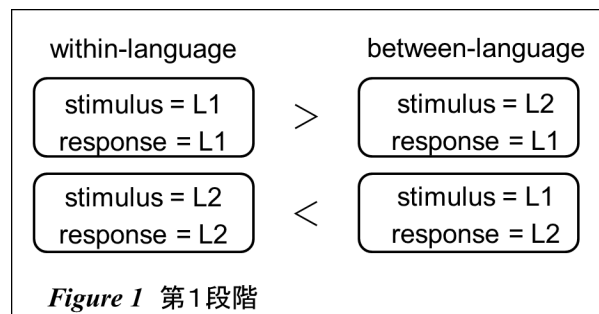 within-language between-language
stimulus = L1 > stimulus = L2
response = L1 response = L1
stimulus = L2 < stimulus = L1
response = L2 response = L2
Figure 1 第1段階